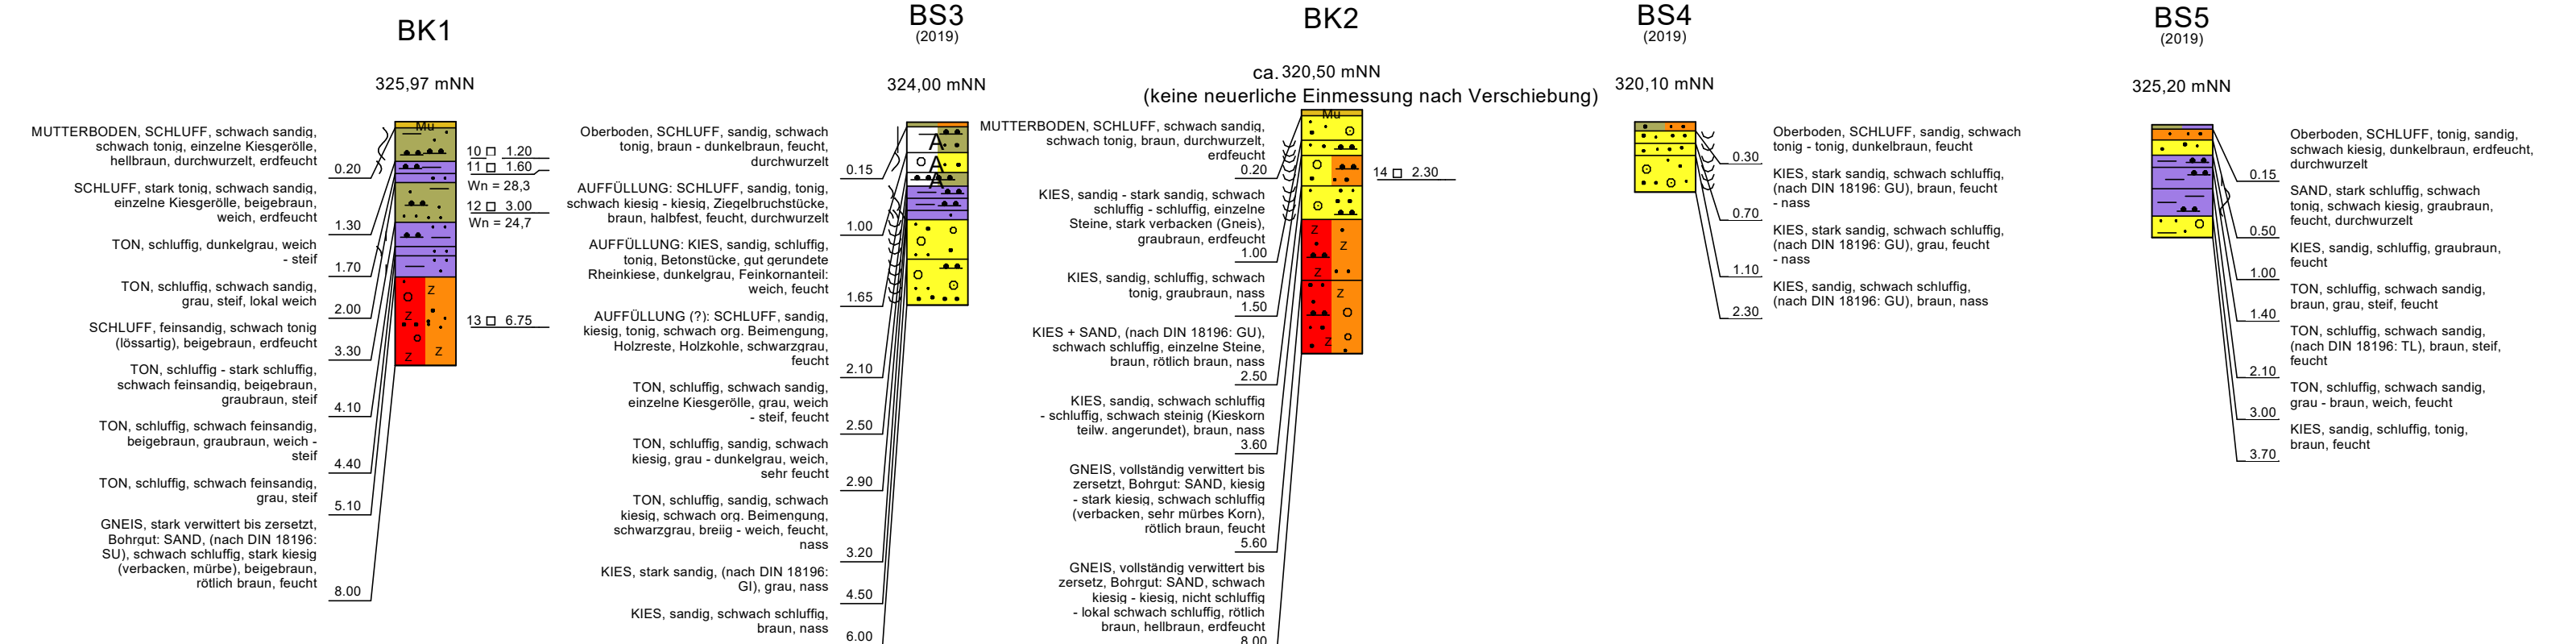 BK1
325,97 mNN
MUTTERBODEN, SCHLUFF, schwach sandig,
schwach tonig, einzelne Kiesgerölle,
hellbraun, durchwurzelt, erdfeucht
0.20
SCHLUFF, stark tonig, schwach sandig,
einzelne Kiesgerölle, beigebraun,
weich, erdfeucht
1.30
TON, schluffig, dunkelgrau, weich
- steif
1.70
TON, schluffig, schwach sandig,
grau, steif, lokal weich
2.00
SCHLUFF, feinsandig, schwach tonig
(lössartig), beigebraun, erdfeucht
3.30
TON, schluffig - stark schluffig,
schwach feinsandig, beigebraun,
graubraun, steif
4.10
TON, schluffig, schwach feinsandig,
beigebraun, graubraun, weich -
steif
4.40
TON, schluffig, schwach feinsandig,
grau, steif
5.10
GNEIS, stark verwittert bis zersetzt,
Bohrgut: SAND, (nach DIN 18196:
SU), schwach schluffig, stark kiesig
(verbacken, mürbe), beigebraun,
rötlich braun, feucht
8.00
Mu
Z
Z
Z
Z
10 1.20
11 1.60
Wn = 28,3
12 3.00
Wn = 24,7
13 6.75
BS3
(2019)
324,00 mNN
Oberboden, SCHLUFF, sandig, schwach
tonig, braun - dunkelbraun, feucht,
durchwurzelt
0.15
AUFFÜLLUNG: SCHLUFF, sandig, tonig,
schwach kiesig - kiesig, Ziegelbruchstücke,
braun, halbfest, feucht, durchwurzelt
1.00
AUFFÜLLUNG: KIES, sandig, schluffig,
tonig, Betonstücke, gut gerundete
Rheinkiese, dunkelgrau, Feinkornanteil:
weich, feucht
1.65
AUFFÜLLUNG (?): SCHLUFF, sandig,
kiesig, tonig, schwach org. Beimengung,
Holzreste, Holzkohle, schwarzgrau,
feucht
2.10
TON, schluffig, schwach sandig,
einzelne Kiesgerölle, grau, weich
- steif, feucht
2.50
TON, schluffig, sandig, schwach
kiesig, grau - dunkelgrau, weich,
sehr feucht
2.90
TON, schluffig, sandig, schwach
kiesig, schwach org. Beimengung,
schwarzgrau, breiig - weich, feucht,
nass
3.20
KIES, stark sandig, (nach DIN 18196:
GI), grau, nass
4.50
KIES, sandig, schwach schluffig,
braun, nass
6.00
A
A
A
BK2
ca. 320,50 mNN
(keine neuerliche Einmessung nach Verschiebung)
MUTTERBODEN, SCHLUFF, schwach sandig,
schwach tonig, braun, durchwurzelt,
erdfeucht
0.20
KIES, sandig - stark sandig, schwach
schluffig - schluffig, einzelne
Steine, stark verbacken (Gneis),
graubraun, erdfeucht
1.00
KIES, sandig, schluffig, schwach
tonig, graubraun, nass
1.50
KIES + SAND, (nach DIN 18196: GU),
schwach schluffig, einzelne Steine,
braun, rötlich braun, nass
2.50
KIES, sandig, schwach schluffig
- schluffig, schwach steinig (Kieskorn
teilw. angerundet), braun, nass
3.60
GNEIS, vollständig verwittert bis
zersetzt, Bohrgut: SAND, kiesig
- stark kiesig, schwach schluffig
(verbacken, sehr mürbes Korn),
rötlich braun, feucht
5.60
GNEIS, vollständig verwittert bis
zersetz, Bohrgut: SAND, schwach
kiesig - kiesig, nicht schluffig
- lokal schwach schluffig, rötlich
braun, hellbraun, erdfeucht
8.00
Mu
Z
Z
Z
Z
Z
14 2.30
BS4
(2019)
320,10 mNN
Oberboden, SCHLUFF, sandig, schwach
tonig - tonig, dunkelbraun, feucht
0.30
KIES, stark sandig, schwach schluffig,
(nach DIN 18196: GU), braun, feucht
- nass
0.70
KIES, stark sandig, schwach schluffig,
(nach DIN 18196: GU), grau, feucht
- nass
1.10
KIES, sandig, schwach schluffig,
(nach DIN 18196: GU), braun, nass
2.30
BS5
(2019)
325,20 mNN
Oberboden, SCHLUFF, tonig, sandig,
schwach kiesig, dunkelbraun, erdfeucht,
durchwurzelt
0.15
SAND, stark schluffig, schwach
tonig, schwach kiesig, graubraun,
feucht, durchwurzelt
0.50
KIES, sandig, schluffig, graubraun,
feucht
1.00
TON, schluffig, schwach sandig,
braun, grau, steif, feucht
1.40
TON, schluffig, schwach sandig,
(nach DIN 18196: TL), braun, steif,
feucht
2.10
TON, schluffig, schwach sandig,
grau - braun, weich, feucht
3.00
KIES, sandig, schluffig, tonig,
braun, feucht
3.70